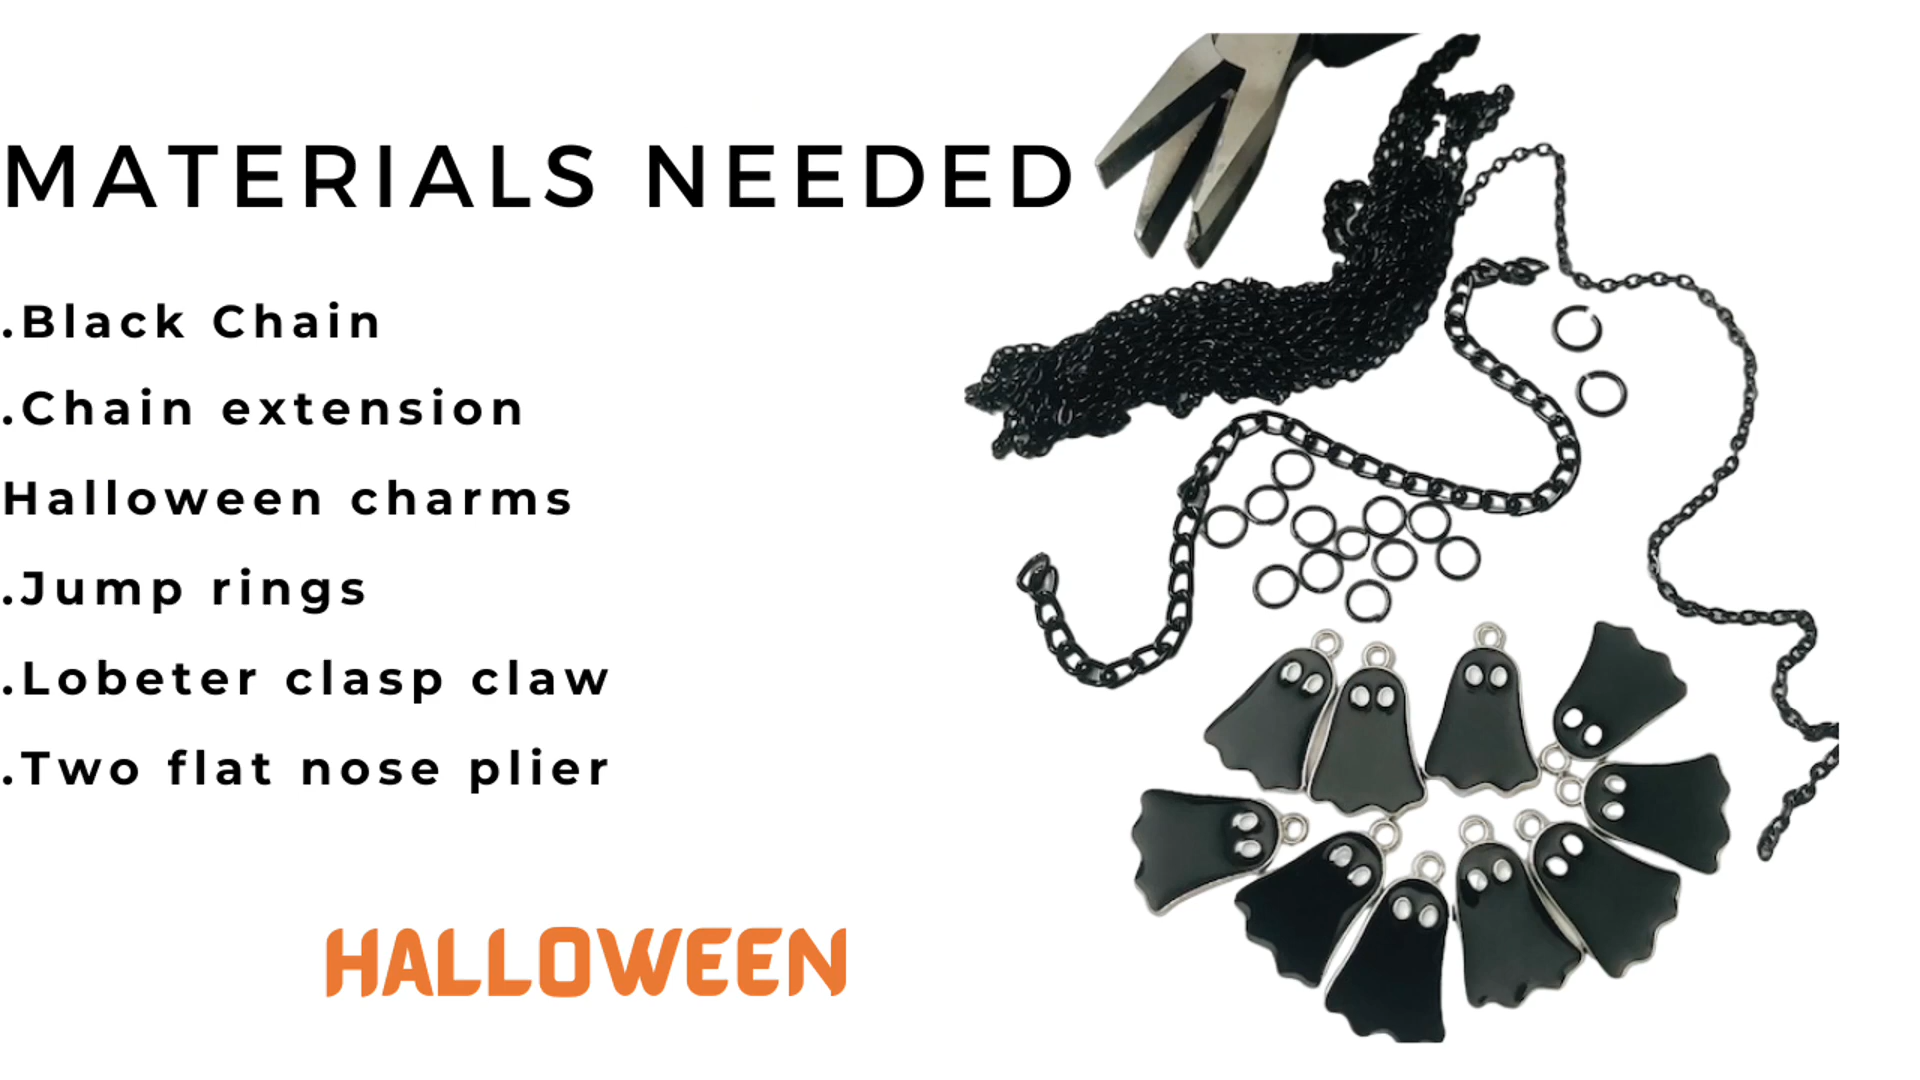 MATERIALS NEEDED
.Black Chain
.Chain extension
Halloween charms
.Jump rings
.Lobeter clasp claw
.Two flat nose plier
HALLOWEEN